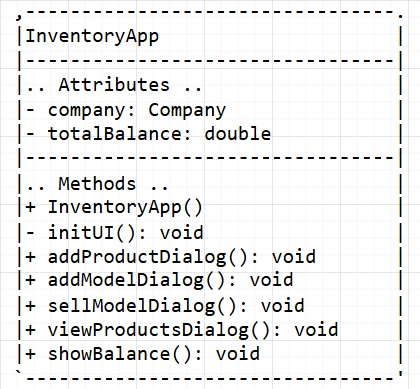 InventoryApp
.. Attributes ..
- company: Company
- totalBalance: double
.. Methods ..
+ InventoryApp()
- initUI(): void
+ addProductDialog(): void
+ addModelDialog(): void
+ sellModelDialog(): void
+ viewProductsDialog(): void
+ showBalance(): void